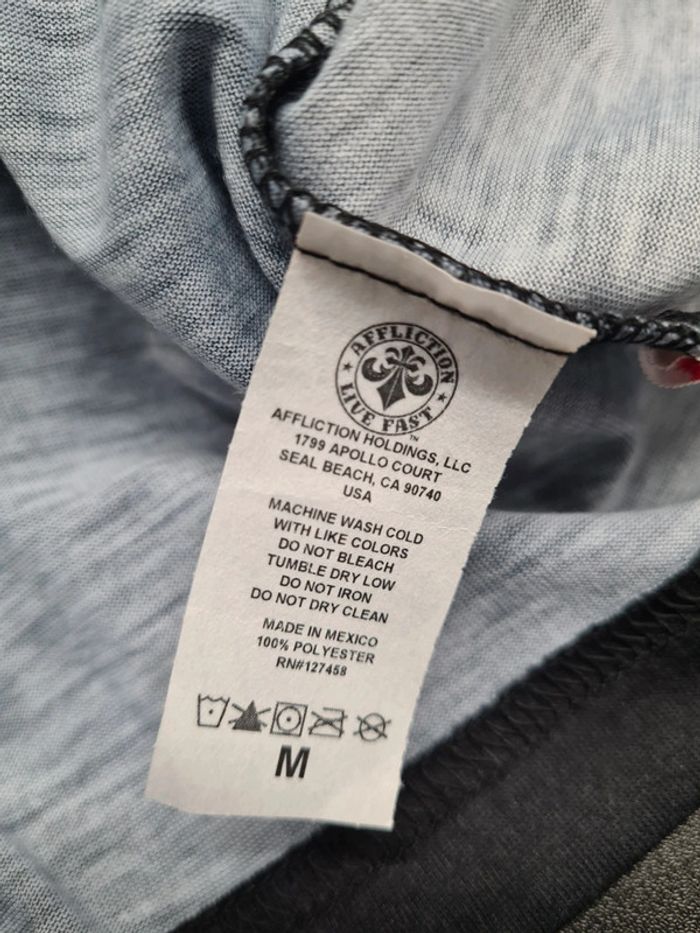 AFFLICTION
LIVE FAST
TM
AFFLICTION HOLDINGS, LLC
1799 APOLLO COURT
SEAL BEACH, CA 90740
USA
MACHINE WASH COLD
WITH LIKE COLORS
DO NOT BLEACH
TUMBLE DRY LOW
DO NOT IRON
DO NOT DRY CLEAN
MADE IN MEXICO
100% POLYESTER
RN#127458
M